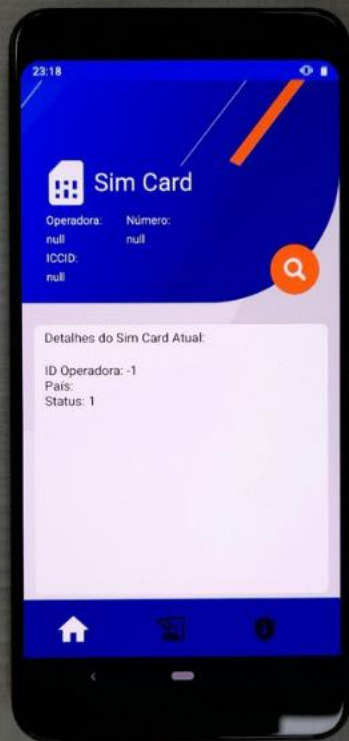 23:18
Sim Card
Operadora: Número:
null null
ICCID:
null
Detalhes do Sim Card Atual:
ID Operadora: -1
País:
Status: 1